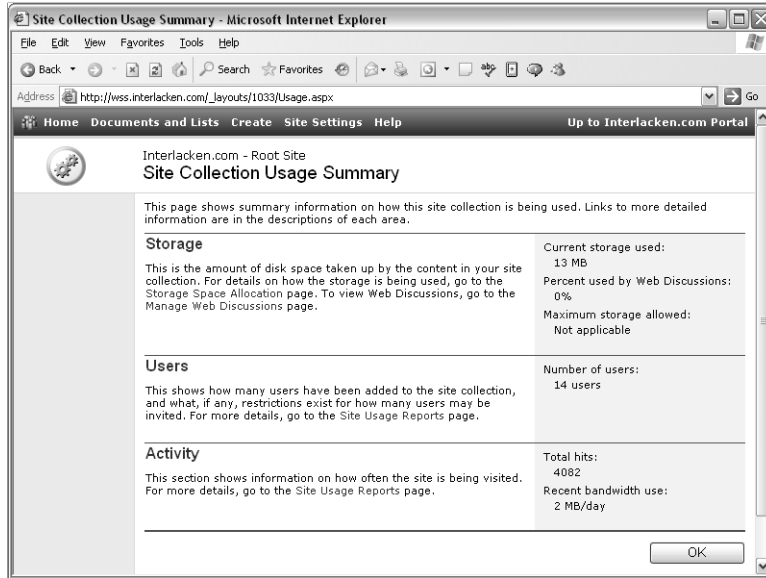 Site Collection Usage Summary - Microsoft Internet Explorer
File Edit View Favorites Tools Help
Back Search Favorites
Address http://wss.interlacken.com/_layouts/1033/Usage.aspx Go
Home Documents and Lists Create Site Settings Help Up to Interlacken.com Portal
Interlacken.com - Root Site
Site Collection Usage Summary
This page shows summary information on how this site collection is being used. Links to more detailed
information are in the descriptions of each area.
Storage
This is the amount of disk space taken up by the content in your site
collection. For details on how the storage is being used, go to the
Storage Space Allocation page. To view Web Discussions, go to the
Manage Web Discussions page.
Current storage used:
13 MB
Percent used by Web Discussions:
0%
Maximum storage allowed:
Not applicable
Users
This shows how many users have been added to the site collection,
and what, if any, restrictions exist for how many users may be
invited. For more details, go to the Site Usage Reports page.
Number of users:
14 users
Activity
This section shows information on how often the site is being visited.
For more details, go to the Site Usage Reports page.
Total hits:
4082
Recent bandwidth use:
2 MB/day
OK